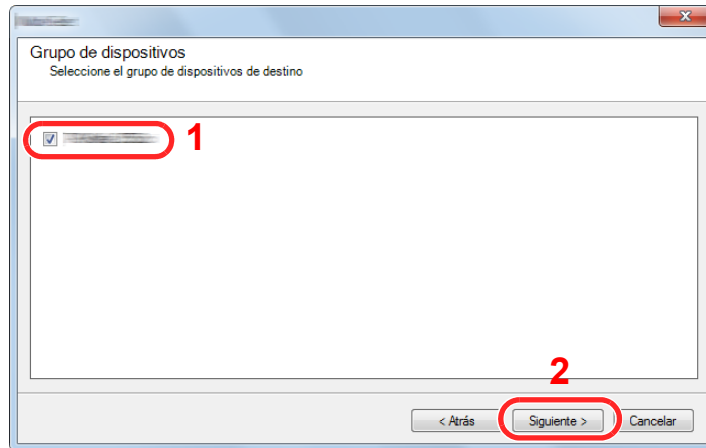 Grupo de dispositivos
Seleccione el grupo de dispositivos de destino
1
2
< Atrás
Siguiente >
Cancelar